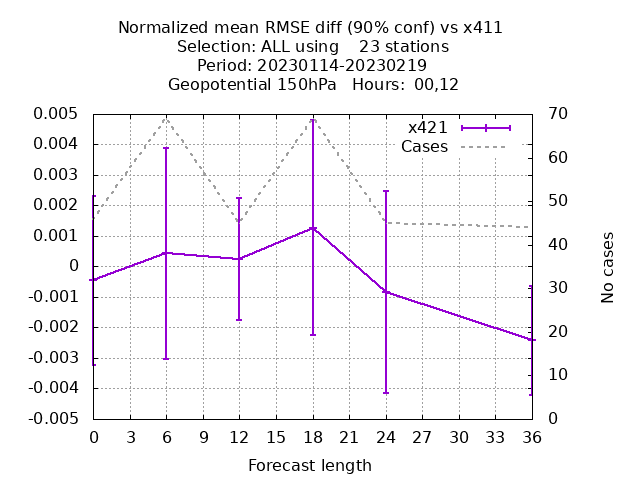 Normalized mean RMSE diff (90% conf) vs x411
Selection: ALL using    23 stations
Period: 20230114-20230219
Geopotential 150hPa   Hours:  00,12
x421
Cases
0.005
0.004
0.003
0.002
0.001
0
-0.001
-0.002
-0.003
-0.004
-0.005
70
60
50
40
30
20
10
0
No cases
0 3 6 9 12 15 18 21 24 27 30 33 36
Forecast length